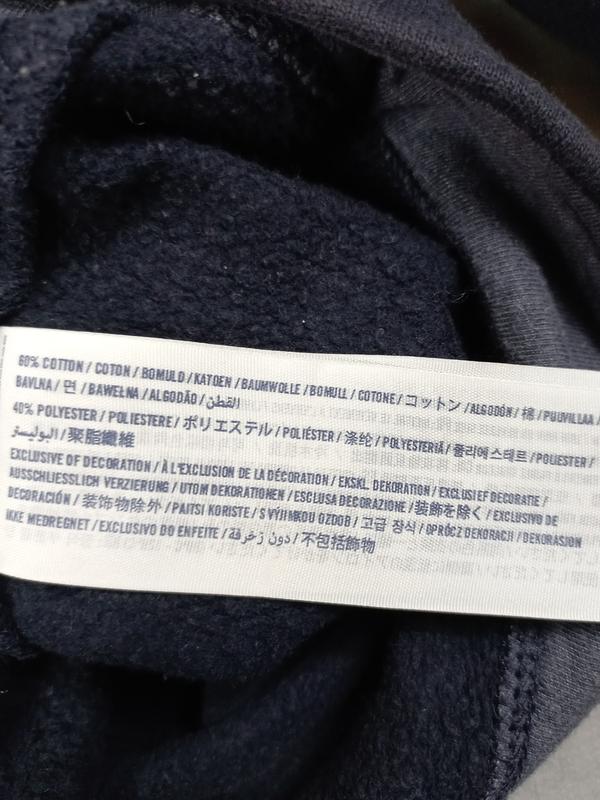 60% COTTON / COTON / BOMULD / KATOEN / BAUMWOLLE / BOMULL / COTONE / コットン / ALGODÓN / 棉 / PUUVILLAA /
BAVLNA / 면 / BAWEŁNA / ALGODÃO / القطن
40% POLYESTER / POLIESTERE / ポリエステル / POLIÉSTER / 涤纶 / POLYESTERIÄ / 폴리에스테르 / POLIESTER /
البوليستر / 聚脂纖維
EXCLUSIVE OF DECORATION / À L'EXCLUSION DE LA DÉCORATION / EKSKL. DEKORATION / EXCLUSIEF DECORATIE /
AUSSCHLIESSLICH VERZIERUNG / UTOM DEKORATIONEN / ESCLUSA DECORAZIONE / 装飾を除く / EXCLUSIVO DE
DECORACIÓN / 装饰物除外 / PAITSI KORISTE / S VÝJIMKOU OZDOB / 고급 장식 / OPRÓCZ DEKORACJI / DEKORASJON
IKKE MEDREGNET / EXCLUSIVO DO ENFEITE / دون زخرفة / 不包括飾物